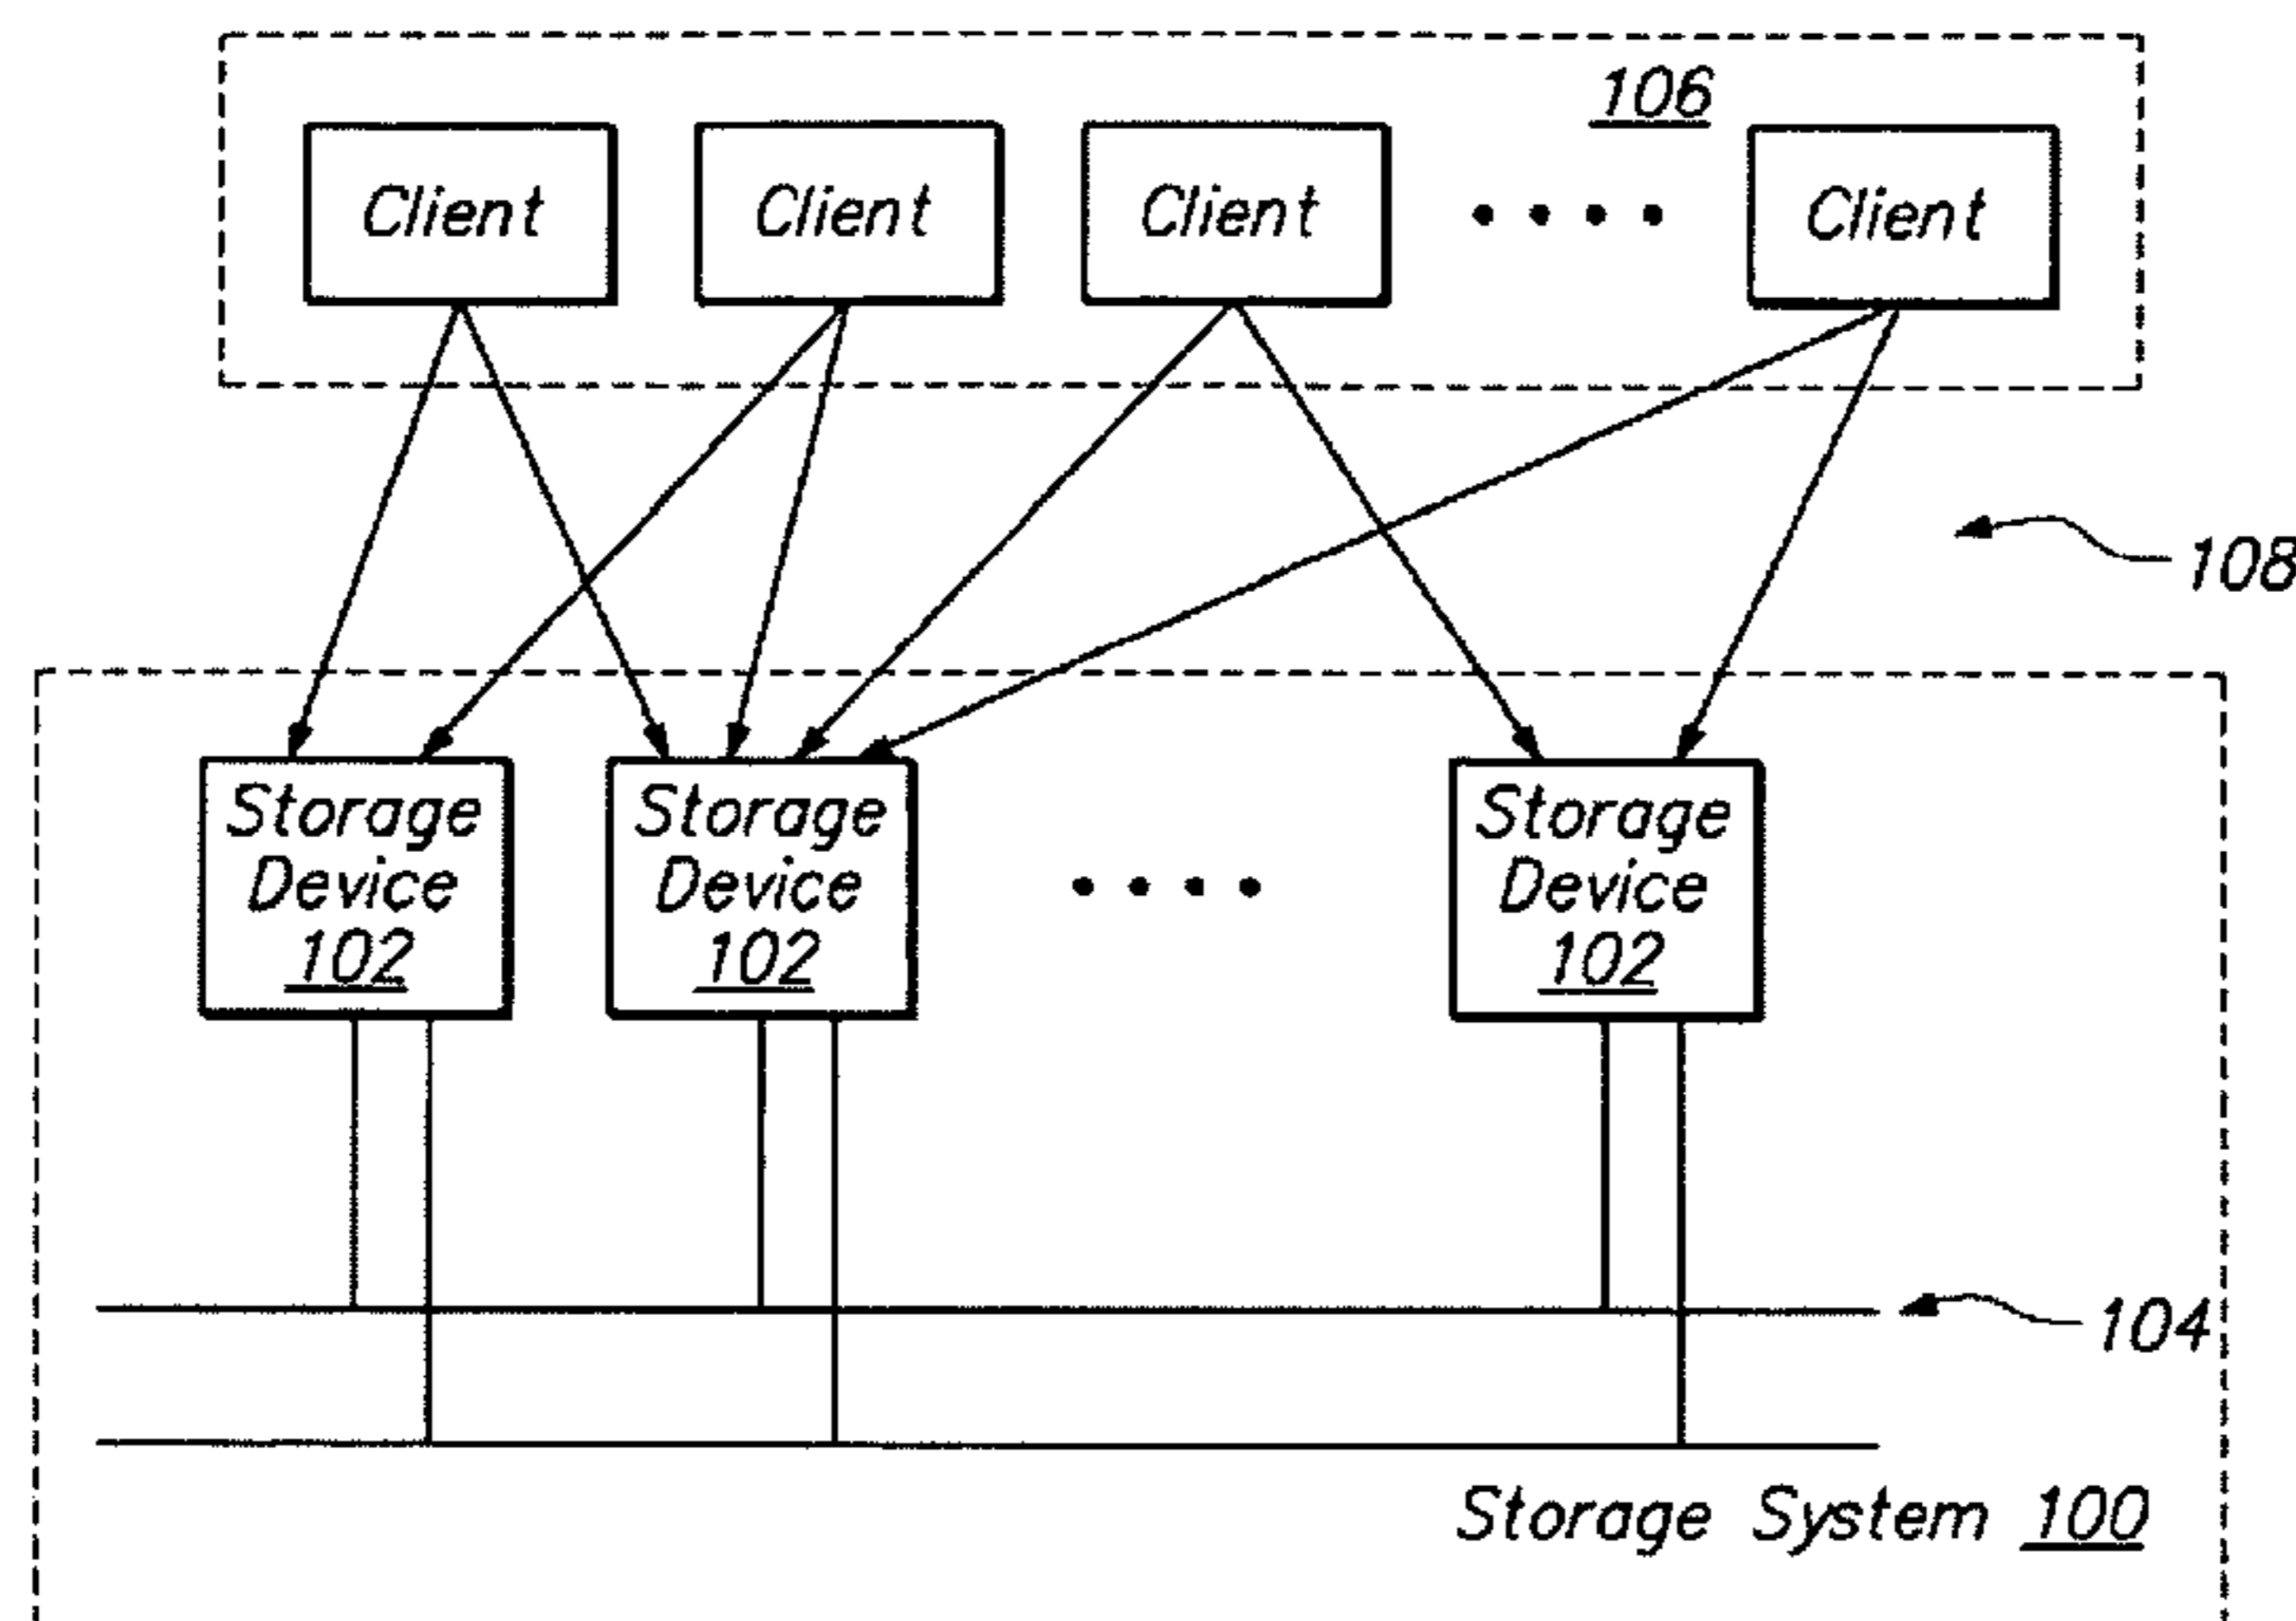 106
Client
Client
Client
Client
108
Storage
Device
102
Storage
Device
102
Storage
Device
102
104
Storage System 100